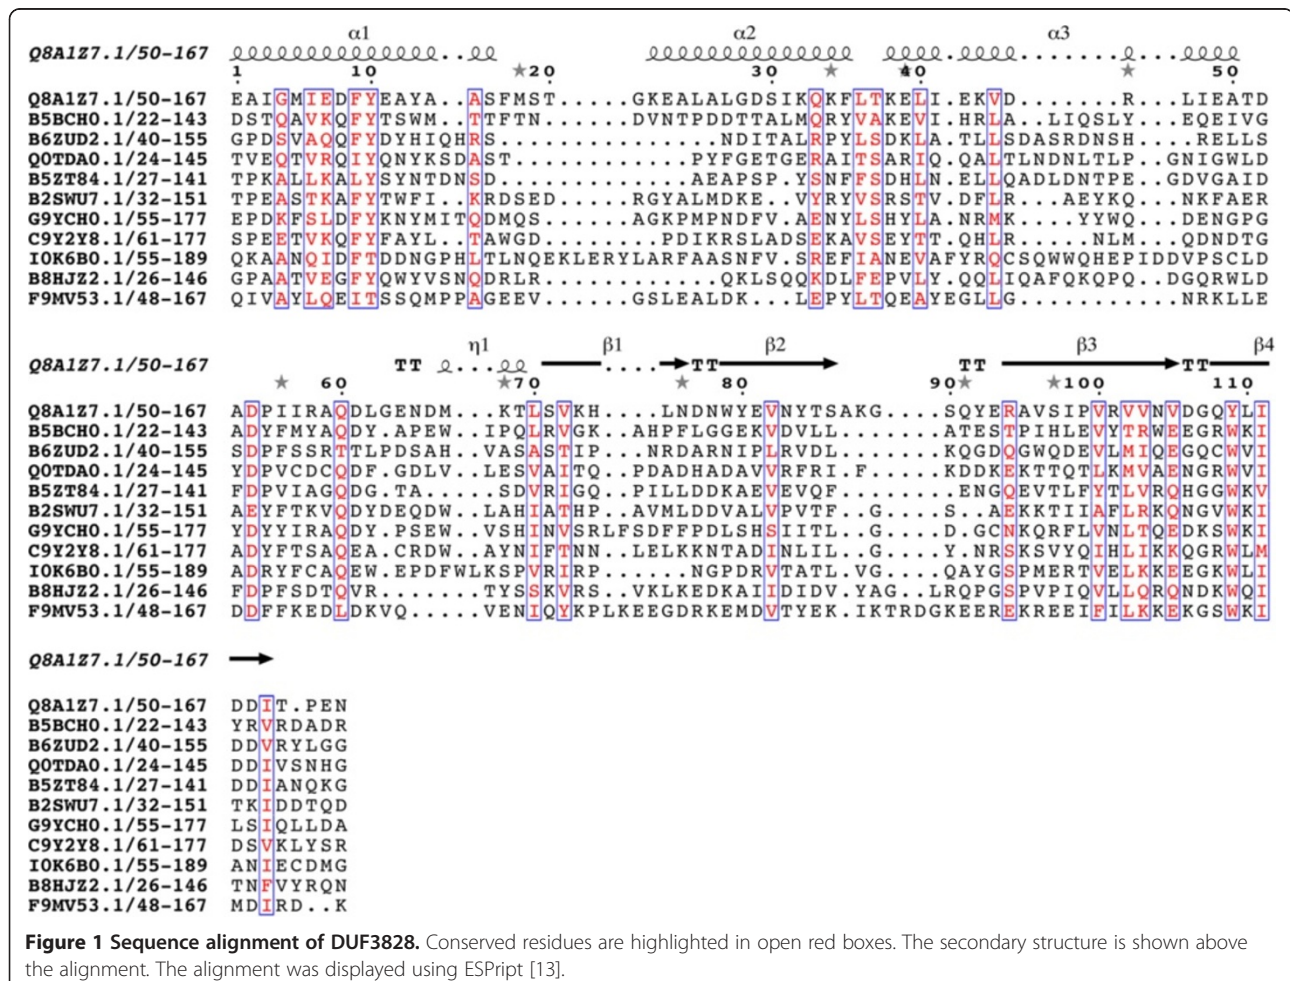 α1 α2 α3
Q8A1Z7.1/50-167
1 10 20 30 40 50
Q8A1Z7.1/50-167 EAIGMIEDFYEAYA..ASFMST......GKEALALGDSIKQKFLTKELI.EKVD........R....LIEATD
B5BCH0.1/22-143 DSTQAVKQFYTSWM..TTFTN.......DVNTPDDTTALMQRYVAKEVI.HRLA..LIQSLY...EQEIVG
B6ZUD2.1/40-155 GPDSVAQQFYDYHIQHRS.................NDITALRPYLSDKLATLLSDASRDNSH....RELLS
Q0TDA0.1/24-145 TVEQTVRQIYQNYKSDAST..............PYFGETGERAITSARIQ.QALTLNDNLTLP..GNIGWLD
B5ZT84.1/27-141 TPKALLKALYSYNTDNSD...............AEAPSP.YSNFFSDHLN.ELLQADLDNTPE..GDVGAID
B2SWU7.1/32-151 TPEASTKAFYTWFI..KRDSED......RGYALMDKE...VYRYVSRSTV.DFLR...AEYKQ...NKFAER
G9YCH0.1/55-177 EPDKFSLDFYKNYMITQDMQS.......AGKPMPNDFV.AENYLSHYLA.NRMK....YYWQ...DENGPG
C9Y2Y8.1/61-177 SPEETVKQFYFAYL..TAWGD.........PDIKRSLADSEKAVSEYTT.QHLR.....NLM...QDNDTG
I0K6B0.1/55-189 QKAANQIDFTDDNGPHLTLNQEKLERYLARFAASNFV.SREFIANEVAFYRQCSQWWQHEPIDDVPSCLD
B8HJZ2.1/26-146 GPAATVEGFYQWYVSNQDRLR..........QKLSQQKDLFEPVLY.QQLIQAFQKQPQ..DGQRWLD
F9MV53.1/48-167 QIVAYLQEITSSQMPPAGEEV.......GSLEALDK...LEPYLTQEAYEGLLG..........NRKLLE
η1 β1 β2 β3 β4
Q8A1Z7.1/50-167 TT TT TT TT
60 70 80 90 100 110
Q8A1Z7.1/50-167 ADPIIRAQDLGENDM...KTLSVKH....LNDNWYEVNYTSAKG....SQYERAVSIPVRVVNVDGQYLI
B5BCH0.1/22-143 ADYFMYAQDY.APEW..IPQLRVGK..AHPFLGGEKVDVLL.......ATESTPIHLEVYTRWEEGRWKI
B6ZUD2.1/40-155 SDPFSSRTTLPDSAH..VASASTIP...NRDARNIPLRVDL.......KQGDQGWQDEVLMIQEGQCWVI
Q0TDA0.1/24-145 YDPVCDCQDF.GDLV..LESVAITQ..PDADHADAVVRFRI.F.....KDDKEKTTQTLKMVAENGRWVI
B5ZT84.1/27-141 FDPVIAGQDG.TA.....SDVRIGQ..PILLDDKAEVEVQF........ENGQEVTLFYTLVRQHGGWKV
B2SWU7.1/32-151 AEYFTKVQDYDEQDW..LAHIATHP..AVMLDDVALVPVTF..G....S..AEKKTIIAFLRKQNGVWKI
G9YCH0.1/55-177 YDYYIRAQDY.PSEW..VSHINVSRLFSDFFPDLSHSIITL..G....D.GCNKQRFLVNLTQEDKSWKI
C9Y2Y8.1/61-177 ADYFTSAQEA.CRDW..AYNIFTNN..LELKKNTADINLIL..G....Y.NRSKSVYQIHLIKKQGRWLM
I0K6B0.1/55-189 ADRYFCAQEW.EPDFWLKSPVRIRP......NGPDRVTATL.VG....QAYGSPMERTVELKKEEGKWLI
B8HJZ2.1/26-146 FDPFSDTQVR.......TYSSKVRS..VKLKEDKAIIDIDV.YAG..LRQPGSPVPIQVLLQRQNDKWQI
F9MV53.1/48-167 DDFFKEDLDKVQ.....VENIQYKPLKEEGDRKEMDVTYEK.IKTRDGKEEREKREEIFILKKEKGSWKI
Q8A1Z7.1/50-167
Q8A1Z7.1/50-167 DDIT.PEN
B5BCH0.1/22-143 YRVRDADR
B6ZUD2.1/40-155 DDVRYLGG
Q0TDA0.1/24-145 DDIVSNHG
B5ZT84.1/27-141 DDIANQKG
B2SWU7.1/32-151 TKIDDTQD
G9YCH0.1/55-177 LSIQLLDA
C9Y2Y8.1/61-177 DSVKLYSR
I0K6B0.1/55-189 ANIECDMG
B8HJZ2.1/26-146 TNFVYRQN
F9MV53.1/48-167 MDIRD..K
Figure 1 Sequence alignment of DUF3828. Conserved residues are highlighted in open red boxes. The secondary structure is shown above
the alignment. The alignment was displayed using ESPript [13].